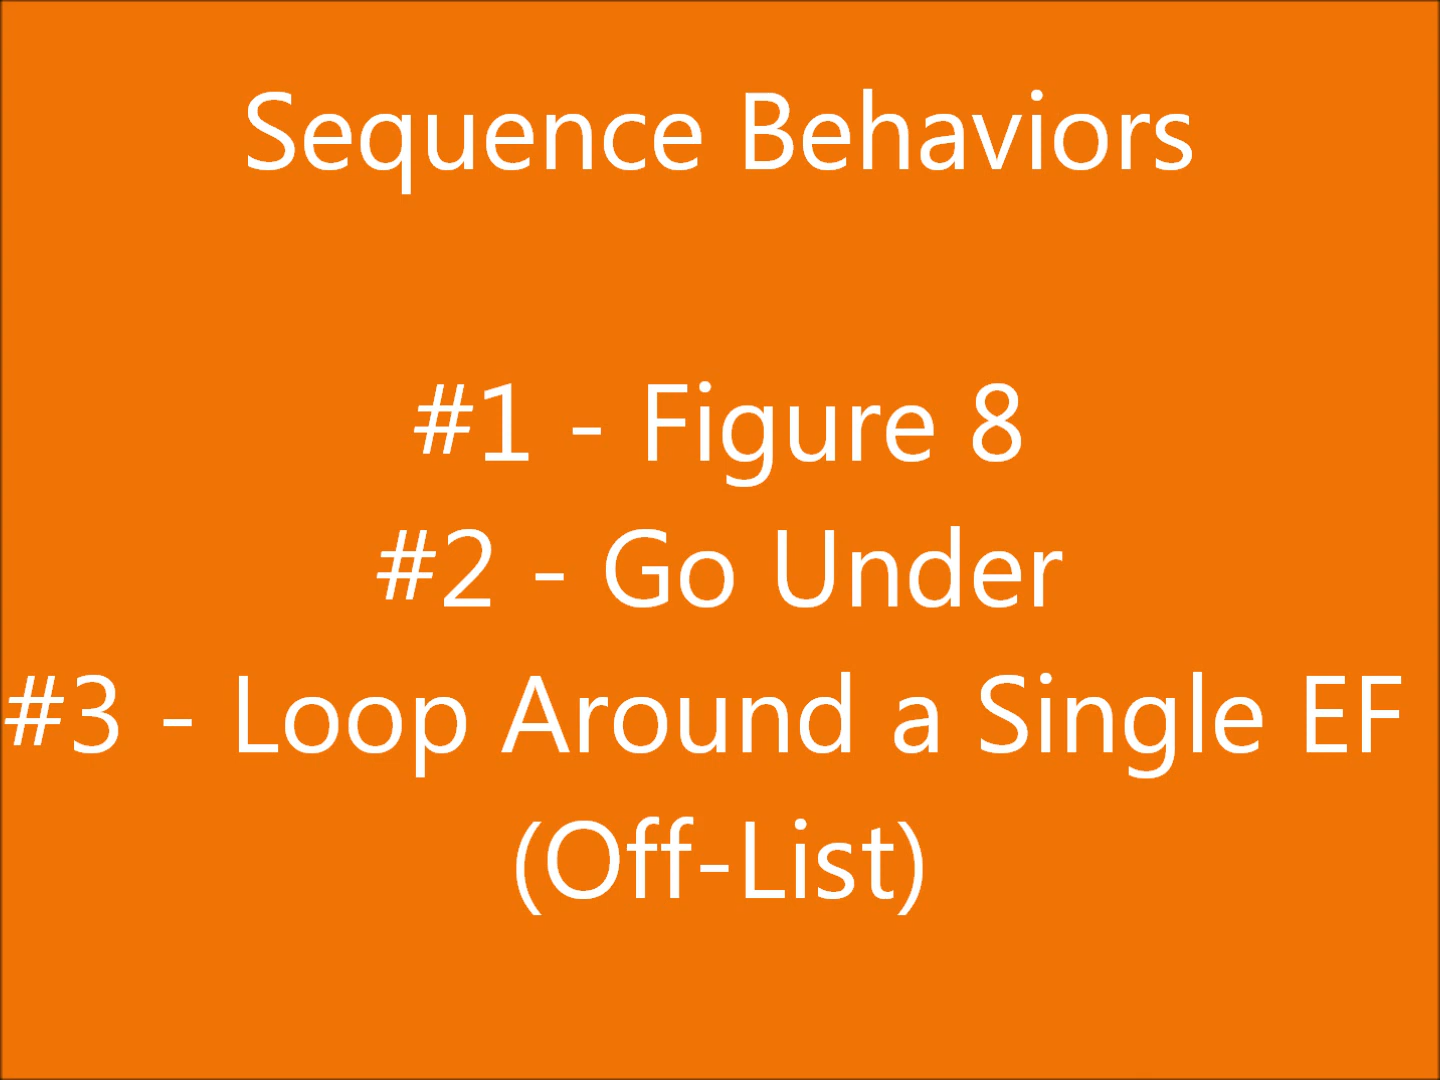 Sequence Behaviors
#1 - Figure 8
#2 - Go Under
#3 - Loop Around a Single EF
(Off-List)